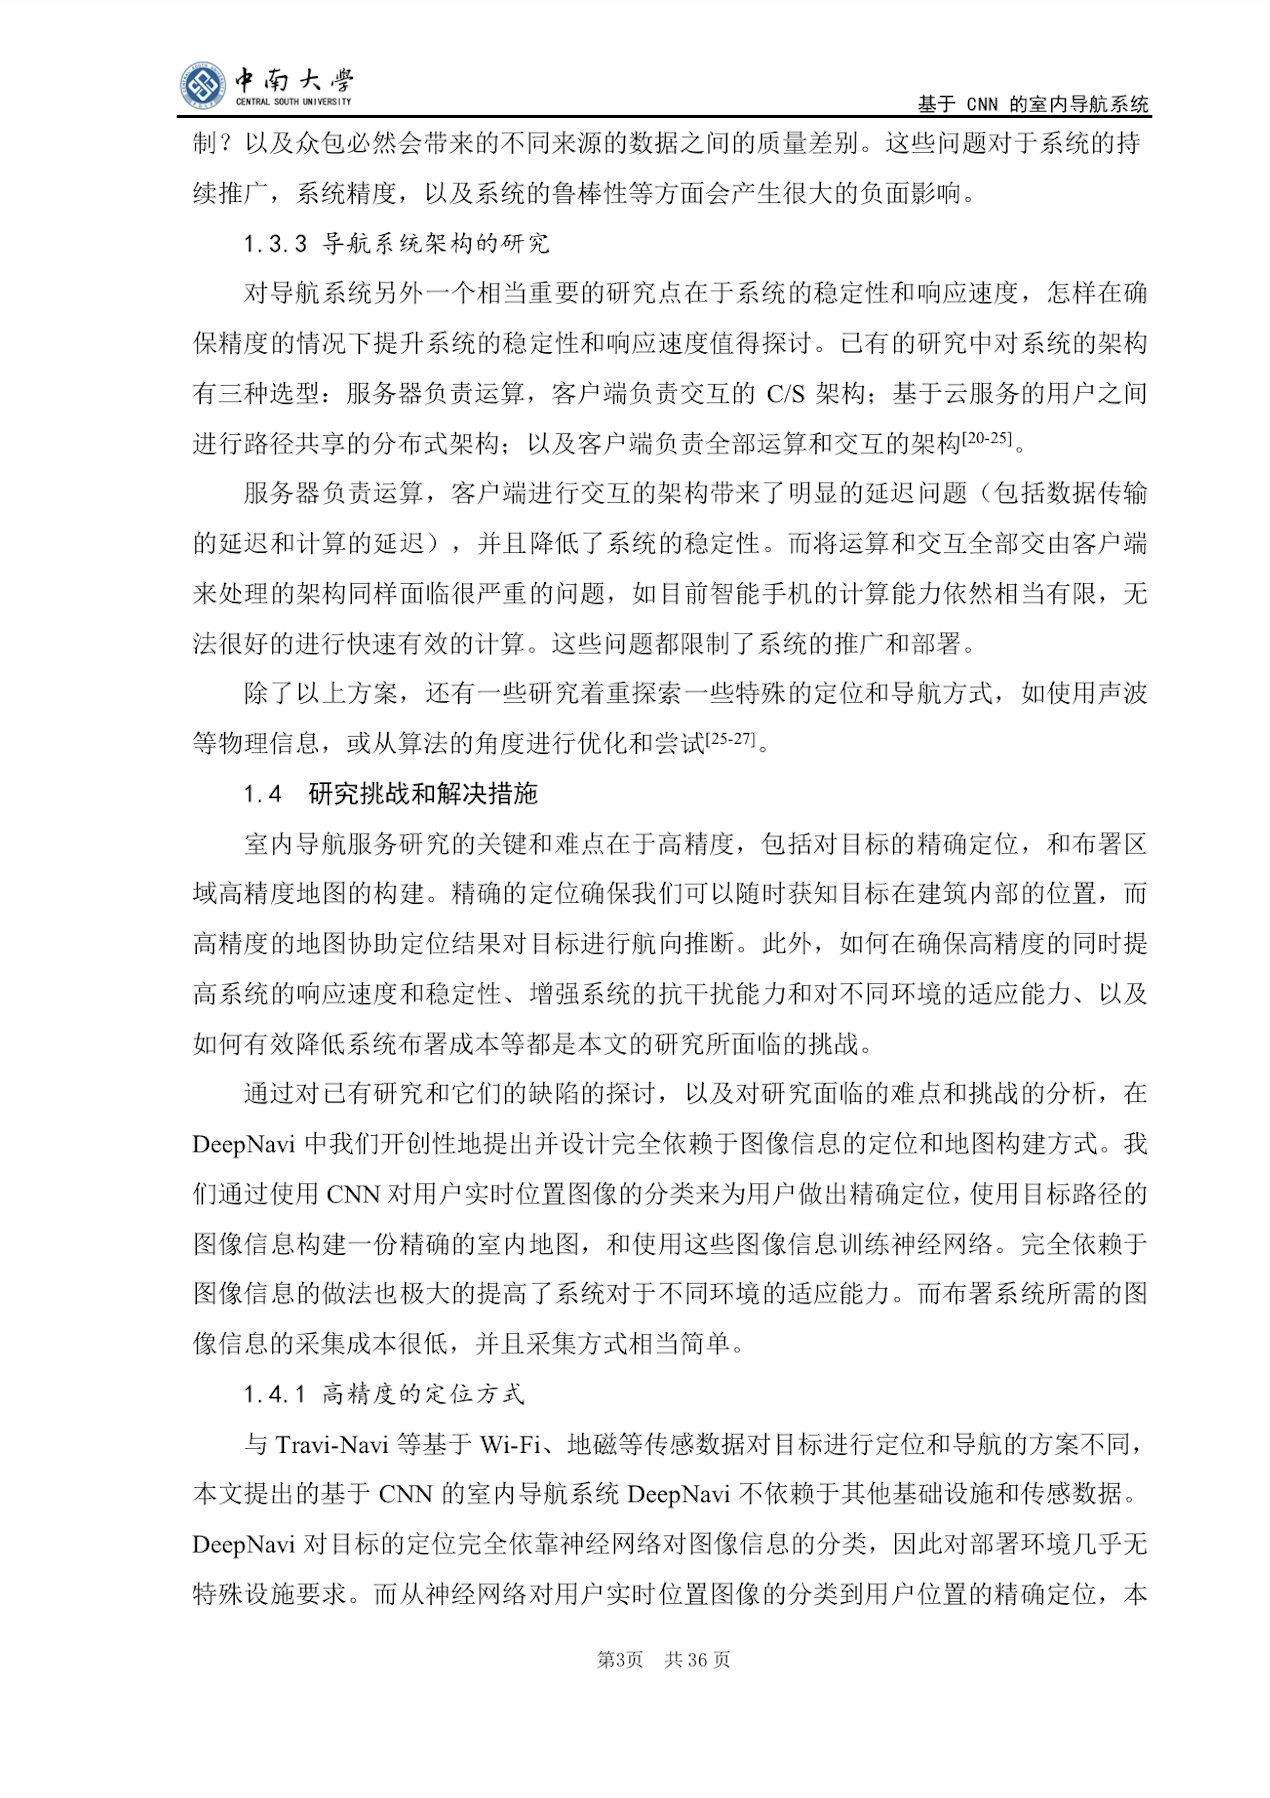 中南大学
CENTRAL SOUTH UNIVERSITY
基于 CNN 的室内导航系统
制？以及众包必然会带来的不同来源的数据之间的质量差别。这些问题对于系统的持
续推广，系统精度，以及系统的鲁棒性等方面会产生很大的负面影响。
1.3.3 导航系统架构的研究
对导航系统另外一个相当重要的研究点在于系统的稳定性和响应速度，怎样在确
保精度的情况下提升系统的稳定性和响应速度值得探讨。已有的研究中对系统的架构
有三种选型：服务器负责运算，客户端负责交互的 C/S 架构；基于云服务的用户之间
进行路径共享的分布式架构；以及客户端负责全部运算和交互的架构[20-25]。
服务器负责运算，客户端进行交互的架构带来了明显的延迟问题（包括数据传输
的延迟和计算的延迟），并且降低了系统的稳定性。而将运算和交互全部交由客户端
来处理的架构同样面临很严重的问题，如目前智能手机的计算能力依然相当有限，无
法很好的进行快速有效的计算。这些问题都限制了系统的推广和部署。
除了以上方案，还有一些研究着重探索一些特殊的定位和导航方式，如使用声波
等物理信息，或从算法的角度进行优化和尝试[25-27]。
1.4 研究挑战和解决措施
室内导航服务研究的关键和难点在于高精度，包括对目标的精确定位，和布署区
域高精度地图的构建。精确的定位确保我们可以随时获知目标在建筑内部的位置，而
高精度的地图协助定位结果对目标进行航向推断。此外，如何在确保高精度的同时提
高系统的响应速度和稳定性、增强系统的抗干扰能力和对不同环境的适应能力、以及
如何有效降低系统布署成本等都是本文的研究所面临的挑战。
通过对已有研究和它们的缺陷的探讨，以及对研究面临的难点和挑战的分析，在
DeepNavi 中我们开创性地提出并设计完全依赖于图像信息的定位和地图构建方式。我
们通过使用 CNN 对用户实时位置图像的分类来为用户做出精确定位，使用目标路径的
图像信息构建一份精确的室内地图，和使用这些图像信息训练神经网络。完全依赖于
图像信息的做法也极大的提高了系统对于不同环境的适应能力。而布署系统所需的图
像信息的采集成本很低，并且采集方式相当简单。
1.4.1 高精度的定位方式
与 Travi-Navi 等基于 Wi-Fi、地磁等传感数据对目标进行定位和导航的方案不同，
本文提出的基于 CNN 的室内导航系统 DeepNavi 不依赖于其他基础设施和传感数据。
DeepNavi 对目标的定位完全依靠神经网络对图像信息的分类，因此对部署环境几乎无
特殊设施要求。而从神经网络对用户实时位置图像的分类到用户位置的精确定位，本
第3页 共 36 页